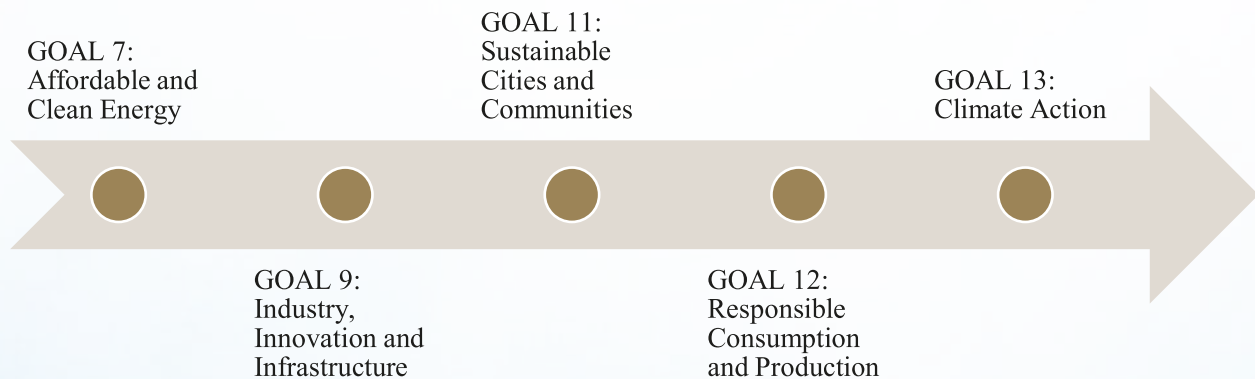 GOAL 7:
Affordable and
Clean Energy
GOAL 9:
Industry,
Innovation and
Infrastructure
GOAL 11:
Sustainable
Cities and
Communities
GOAL 12:
Responsible
Consumption
and Production
GOAL 13:
Climate Action